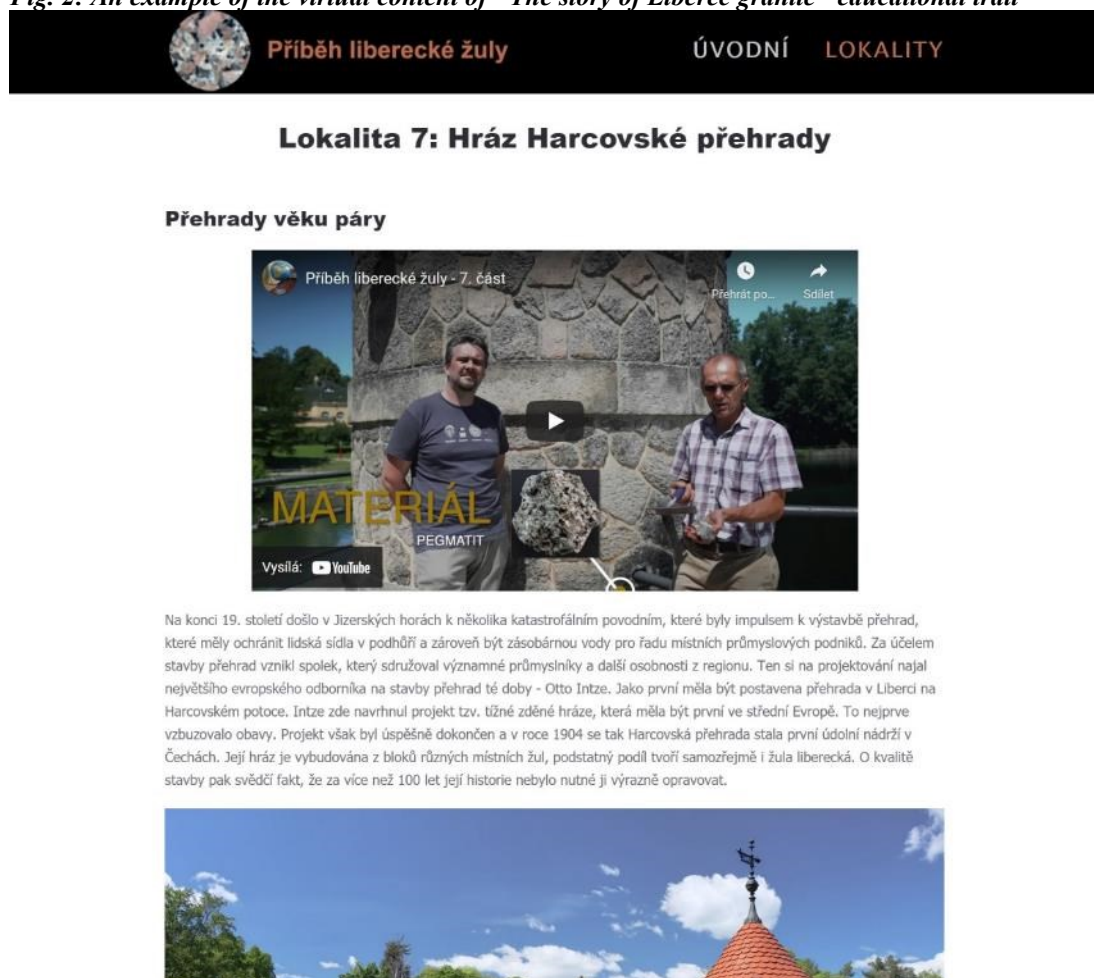 Fig. 2: An example of the virtual content of "The story of Liberec granite" educational trail
Příběh liberecké žuly
ÚVODNÍ LOKALITY
Lokalita 7: Hráz Harcovské přehrady
Přehrady věku páry
Příběh liberecké žuly - 7. část
Přehrát po... Sdílet
MATERIÁL
PEGMATIT
Vysílá: YouTube
Na konci 19. století došlo v Jizerských horách k několika katastrofálním povodním, které byly impulsem k výstavbě přehrad,
které měly ochránit lidská sídla v podhůří a zároveň být zásobárnou vody pro řadu místních průmyslových podniků. Za účelem
stavby přehrad vznikl spolek, který sdružoval významné průmyslníky a další osobnosti z regionu. Ten si na projektování najal
největšího evropského odborníka na stavby přehrad té doby - Otto Intze. Jako první měla být postavena přehrada v Liberci na
Harcovském potoce. Intze zde navrhnul projekt tzv. tížné zděné hráze, která měla být první ve střední Evropě. To nejprve
vzbuzovalo obavy. Projekt však byl úspěšně dokončen a v roce 1904 se tak Harcovská přehrada stala první údolní nádrží v
Čechách. Její hráz je vybudována z bloků různých místních žul, podstatný podíl tvoří samozřejmě i žula liberecká. O kvalitě
stavby pak svědčí fakt, že za více než 100 let její historie nebylo nutné ji výrazně opravovat.